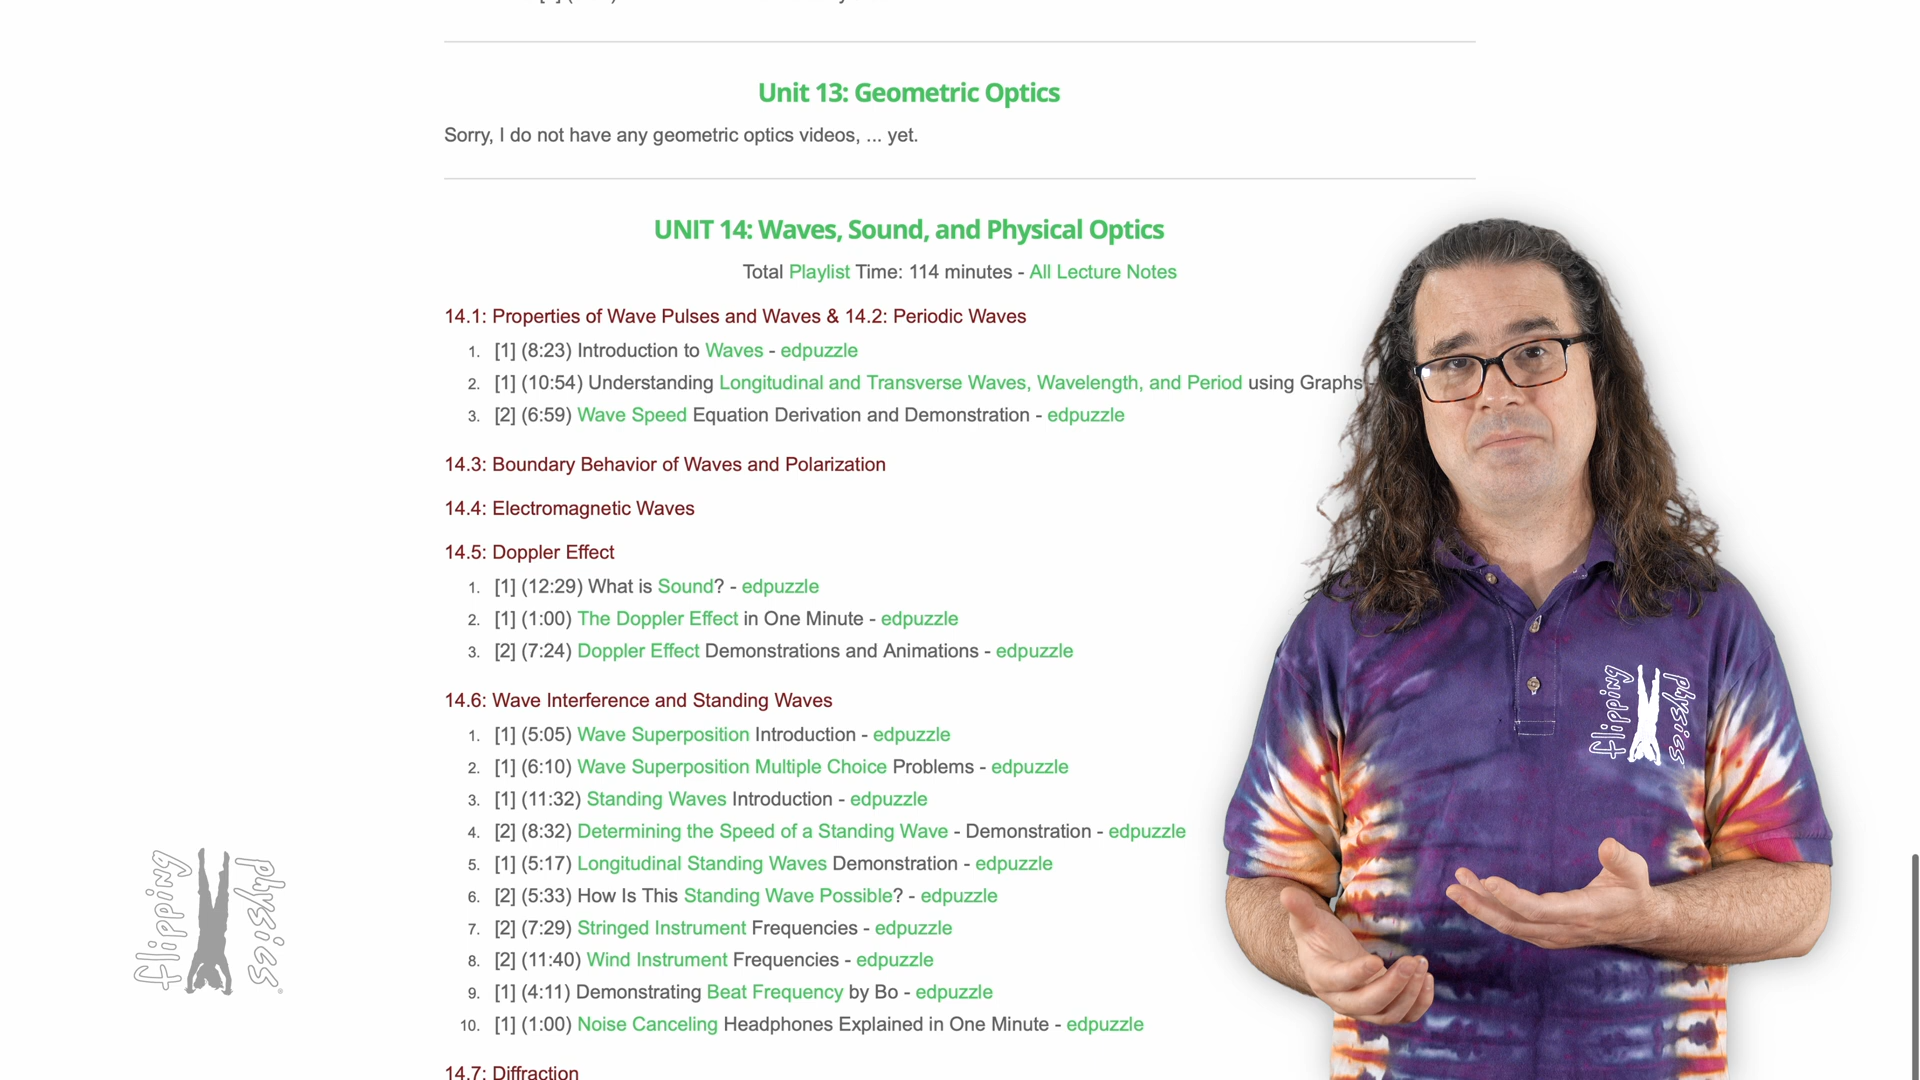 Unit 13: Geometric Optics
Sorry, I do not have any geometric optics videos, ... yet.
UNIT 14: Waves, Sound, and Physical Optics
Total Playlist Time: 114 minutes - All Lecture Notes
14.1: Properties of Wave Pulses and Waves & 14.2: Periodic Waves
1. [1] (8:23) Introduction to Waves - edpuzzle
2. [1] (10:54) Understanding Longitudinal and Transverse Waves, Wavelength, and Period using Graphs -
3. [2] (6:59) Wave Speed Equation Derivation and Demonstration - edpuzzle
14.3: Boundary Behavior of Waves and Polarization
14.4: Electromagnetic Waves
14.5: Doppler Effect
1. [1] (12:29) What is Sound? - edpuzzle
2. [1] (1:00) The Doppler Effect in One Minute - edpuzzle
3. [2] (7:24) Doppler Effect Demonstrations and Animations - edpuzzle
14.6: Wave Interference and Standing Waves
1. [1] (5:05) Wave Superposition Introduction - edpuzzle
2. [1] (6:10) Wave Superposition Multiple Choice Problems - edpuzzle
3. [1] (11:32) Standing Waves Introduction - edpuzzle
4. [2] (8:32) Determining the Speed of a Standing Wave - Demonstration - edpuzzle
5. [1] (5:17) Longitudinal Standing Waves Demonstration - edpuzzle
6. [2] (5:33) How Is This Standing Wave Possible? - edpuzzle
7. [2] (7:29) Stringed Instrument Frequencies - edpuzzle
8. [2] (11:40) Wind Instrument Frequencies - edpuzzle
9. [1] (4:11) Demonstrating Beat Frequency by Bo - edpuzzle
10. [1] (1:00) Noise Canceling Headphones Explained in One Minute - edpuzzle
14.7: Diffraction
flipping physics
flipping physics